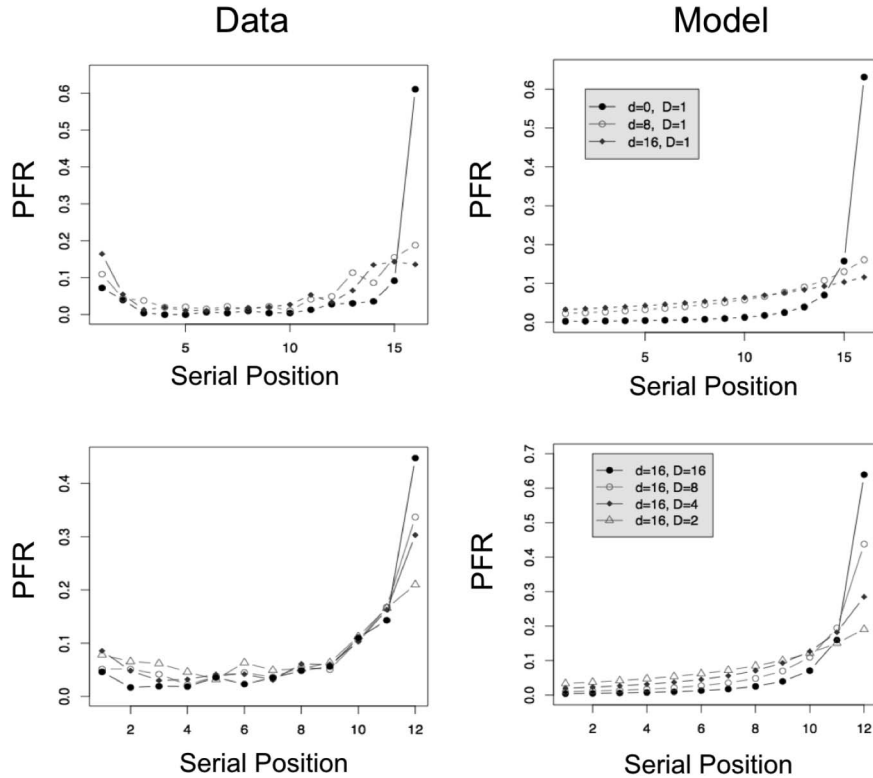 Data
Model
PFR
0.6
0.5
0.4
0.3
0.2
0.1
0.0
5
10
15
Serial Position
PFR
0.6
0.5
0.4
0.3
0.2
0.1
0.0
d=0, D=1
d=8, D=1
d=16, D=1
5
10
15
Serial Position
PFR
0.4
0.3
0.2
0.1
0.0
2
4
6
8
10
12
Serial Position
PFR
0.7
0.6
0.5
0.4
0.3
0.2
0.1
0.0
d=16, D=16
d=16, D=8
d=16, D=4
d=16, D=2
2
4
6
8
10
12
Serial Position